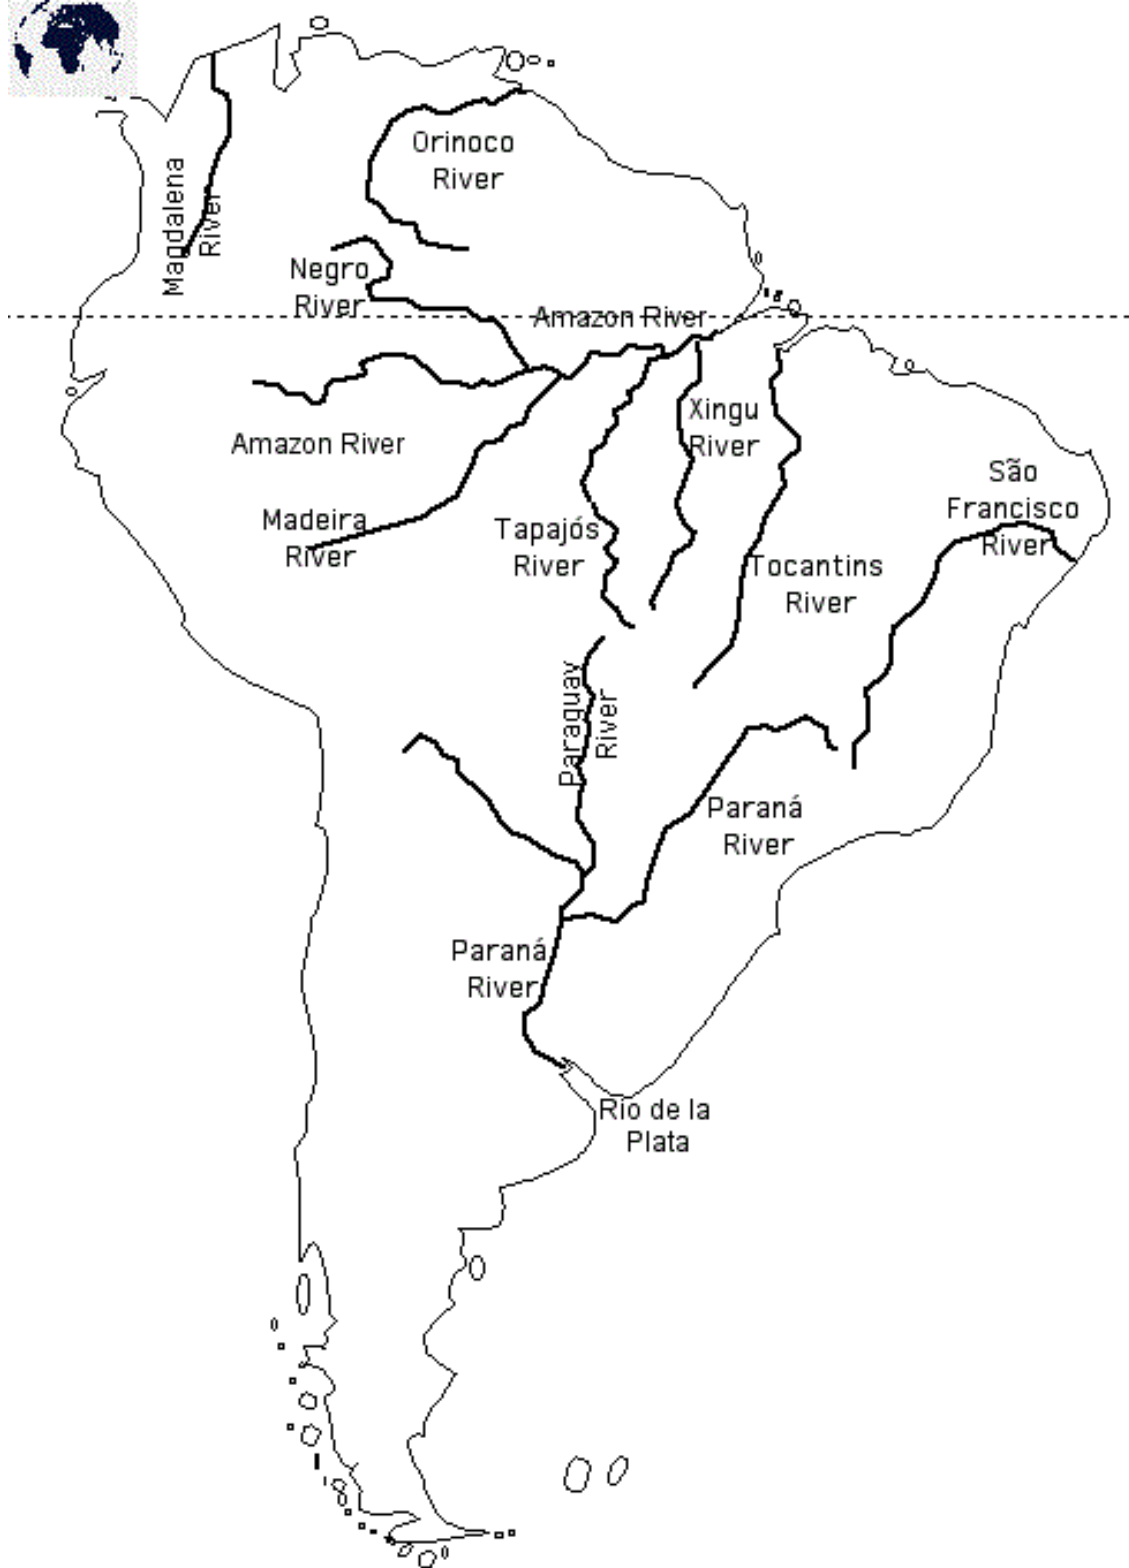 Orinoco
River
Magdalena
River
Negro
River
Amazon River
Xingu
River
Amazon River
São
Francisco
River
Madeira
River
Tapajós
River
Tocantins
River
Paraguay
River
Paraná
River
Paraná
River
Rio de la
Plata